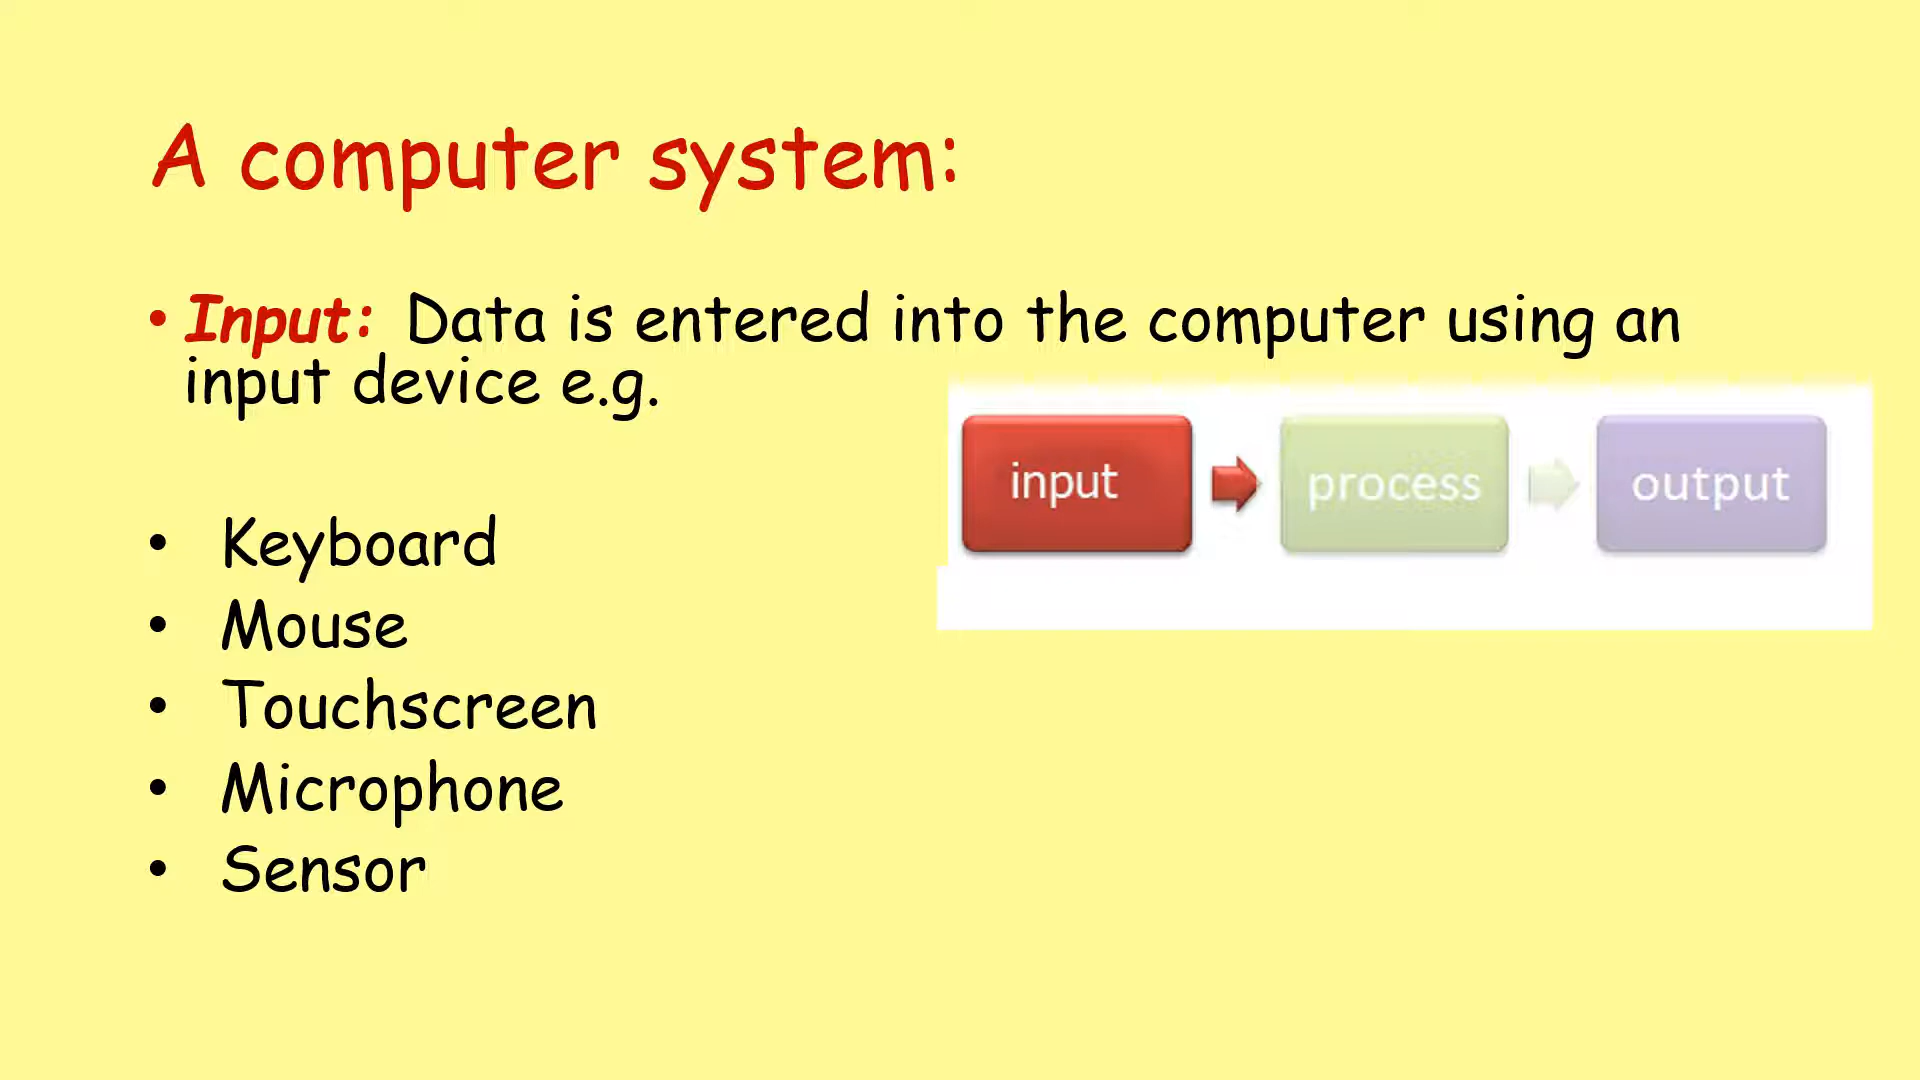 A computer system:
• Input: Data is entered into the computer using an
input device e.g.
input process output
• Keyboard
• Mouse
• Touchscreen
• Microphone
• Sensor